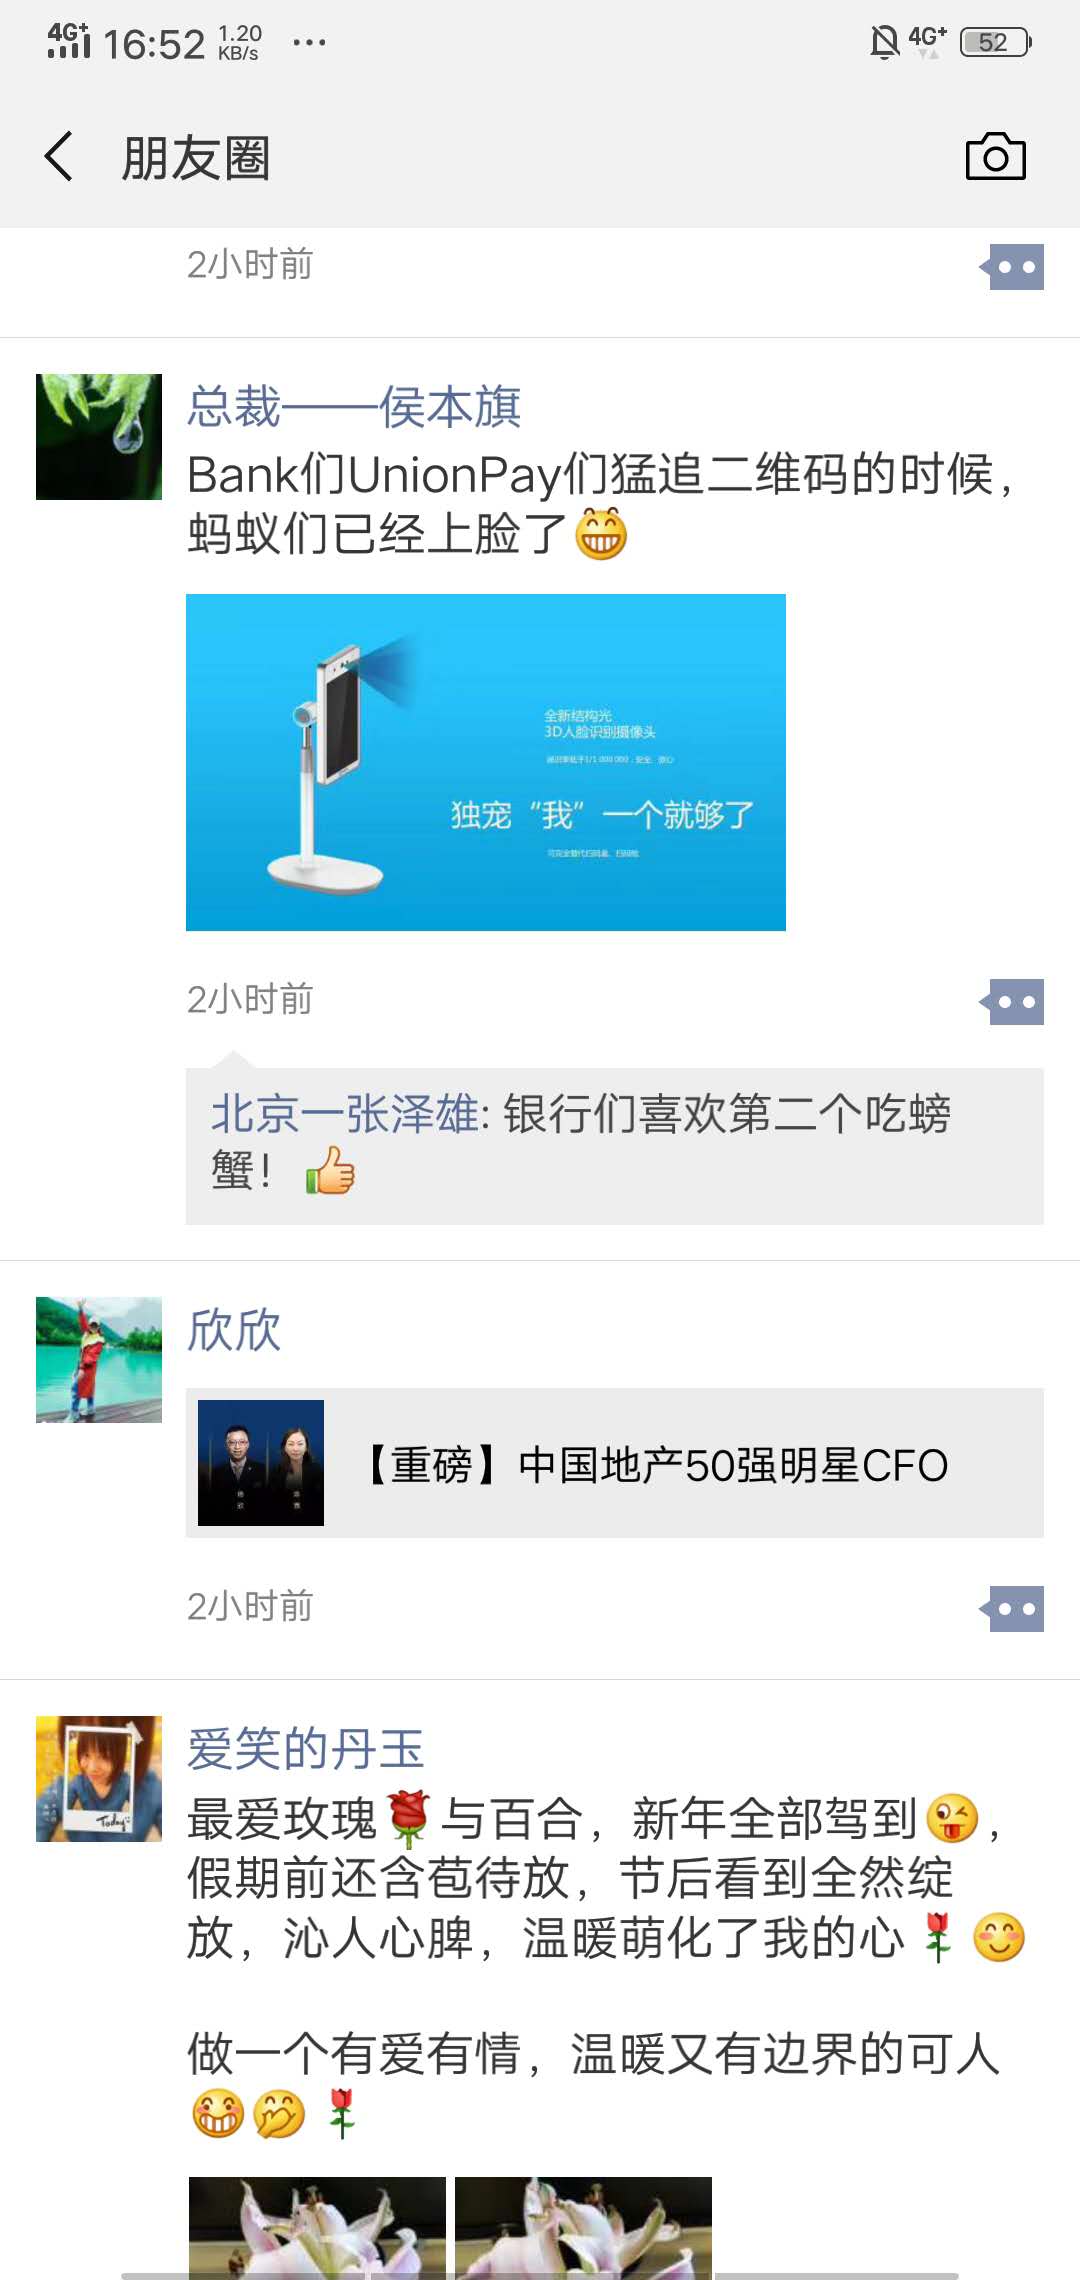 4G+ 16:52 1.20 KB/s ... 4G+ 52
朋友圈
2小时前
总裁——侯本旗
Bank们UnionPay们猛追二维码的时候，
蚂蚁们已经上脸了😁
全新结构光
3D人脸识别摄像头
独宠“我”一个就够了
2小时前
北京一张泽雄: 银行们喜欢第二个吃螃
蟹！👍
欣欣
【重磅】中国地产50强明星CFO
2小时前
爱笑的丹玉
Today
最爱玫瑰🌹与百合，新年全部驾到😜，
假期前还含苞待放，节后看到全然绽
放，沁人心脾，温暖萌化了我的心🌹😊
做一个有爱有情，温暖又有边界的可人
😁🤭🌹